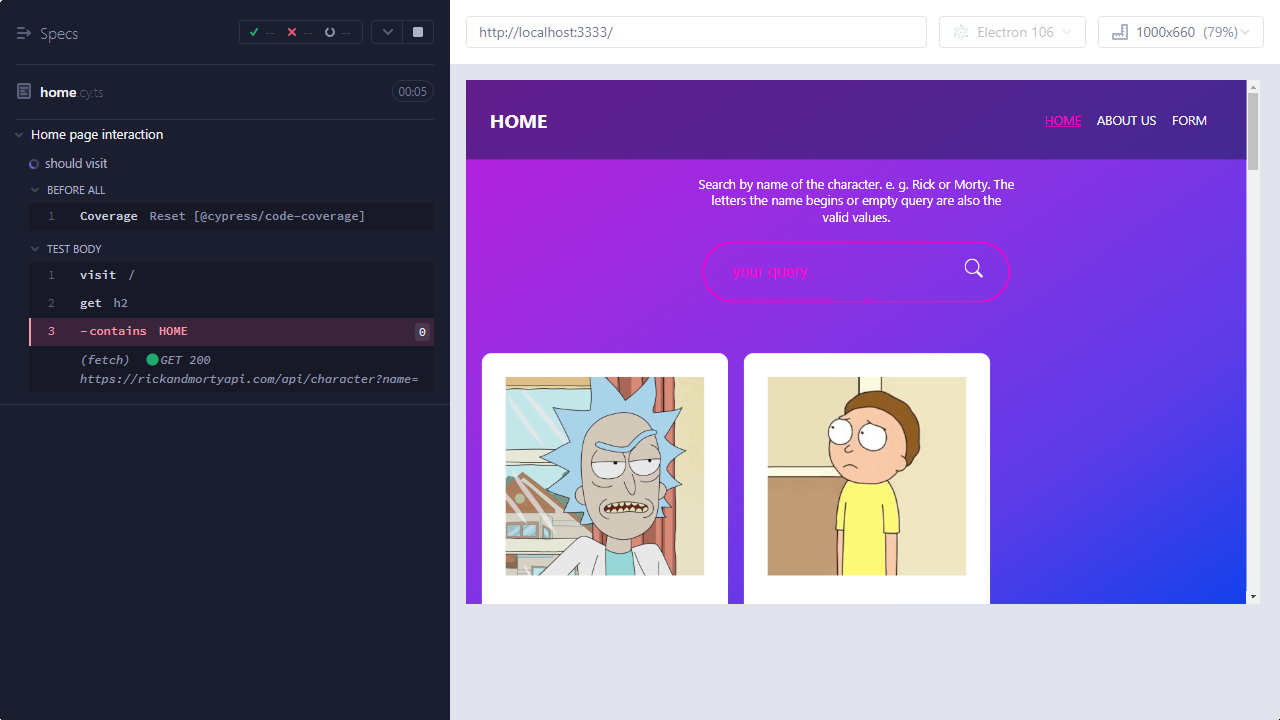 Specs
-- -- --
home.cy.ts
00:05
Home page interaction
should visit
BEFORE ALL
1 Coverage Reset [@cypress/code-coverage]
TEST BODY
1 visit /
2 get h2
3 -contains HOME 0
(fetch) GET 200
https://rickandmortyapi.com/api/character?name=
http://localhost:3333/
Electron 106
1000x660 (79%)
HOME
HOME ABOUT US FORM
Search by name of the character. e. g. Rick or Morty. The
letters the name begins or empty query are also the
valid values.
your query..